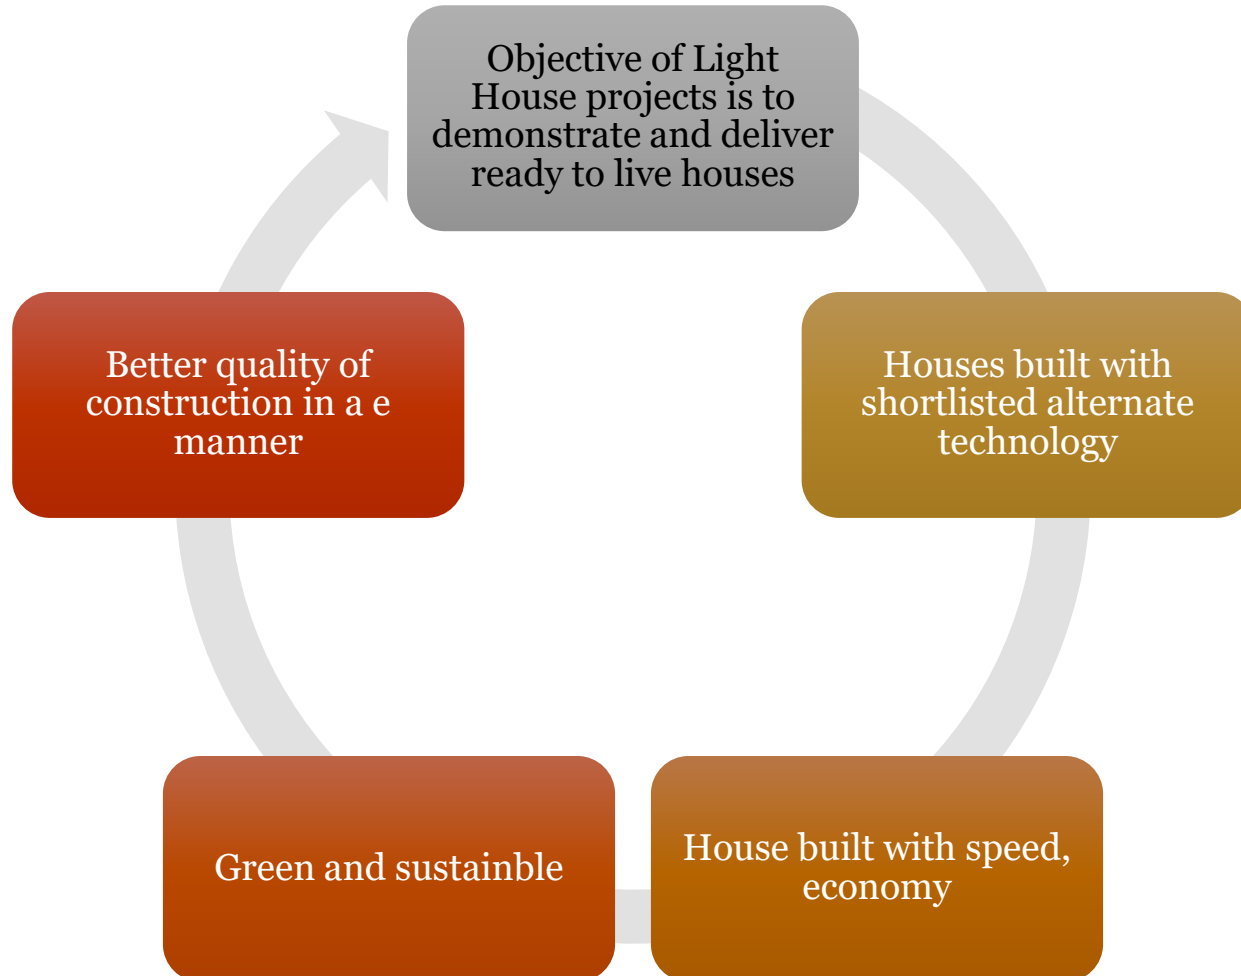 Objective of Light
House projects is to
demonstrate and deliver
ready to live houses
Houses built with
shortlisted alternate
technology
House built with speed,
economy
Green and sustainble
Better quality of
construction in a e
manner